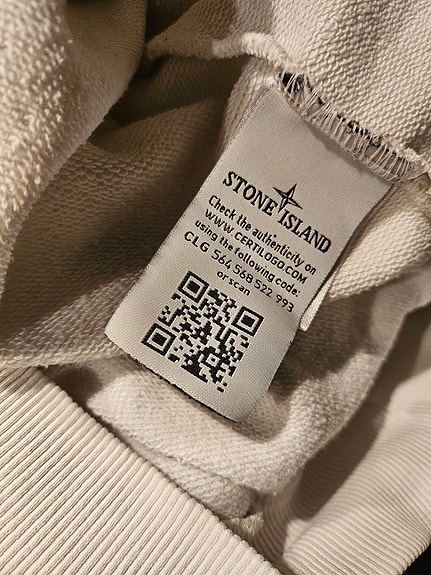 STONE ISLAND
Check the authenticity on
WWW.CERTILOGO.COM
using the following code:
CLG 564 568 522 993
or scan